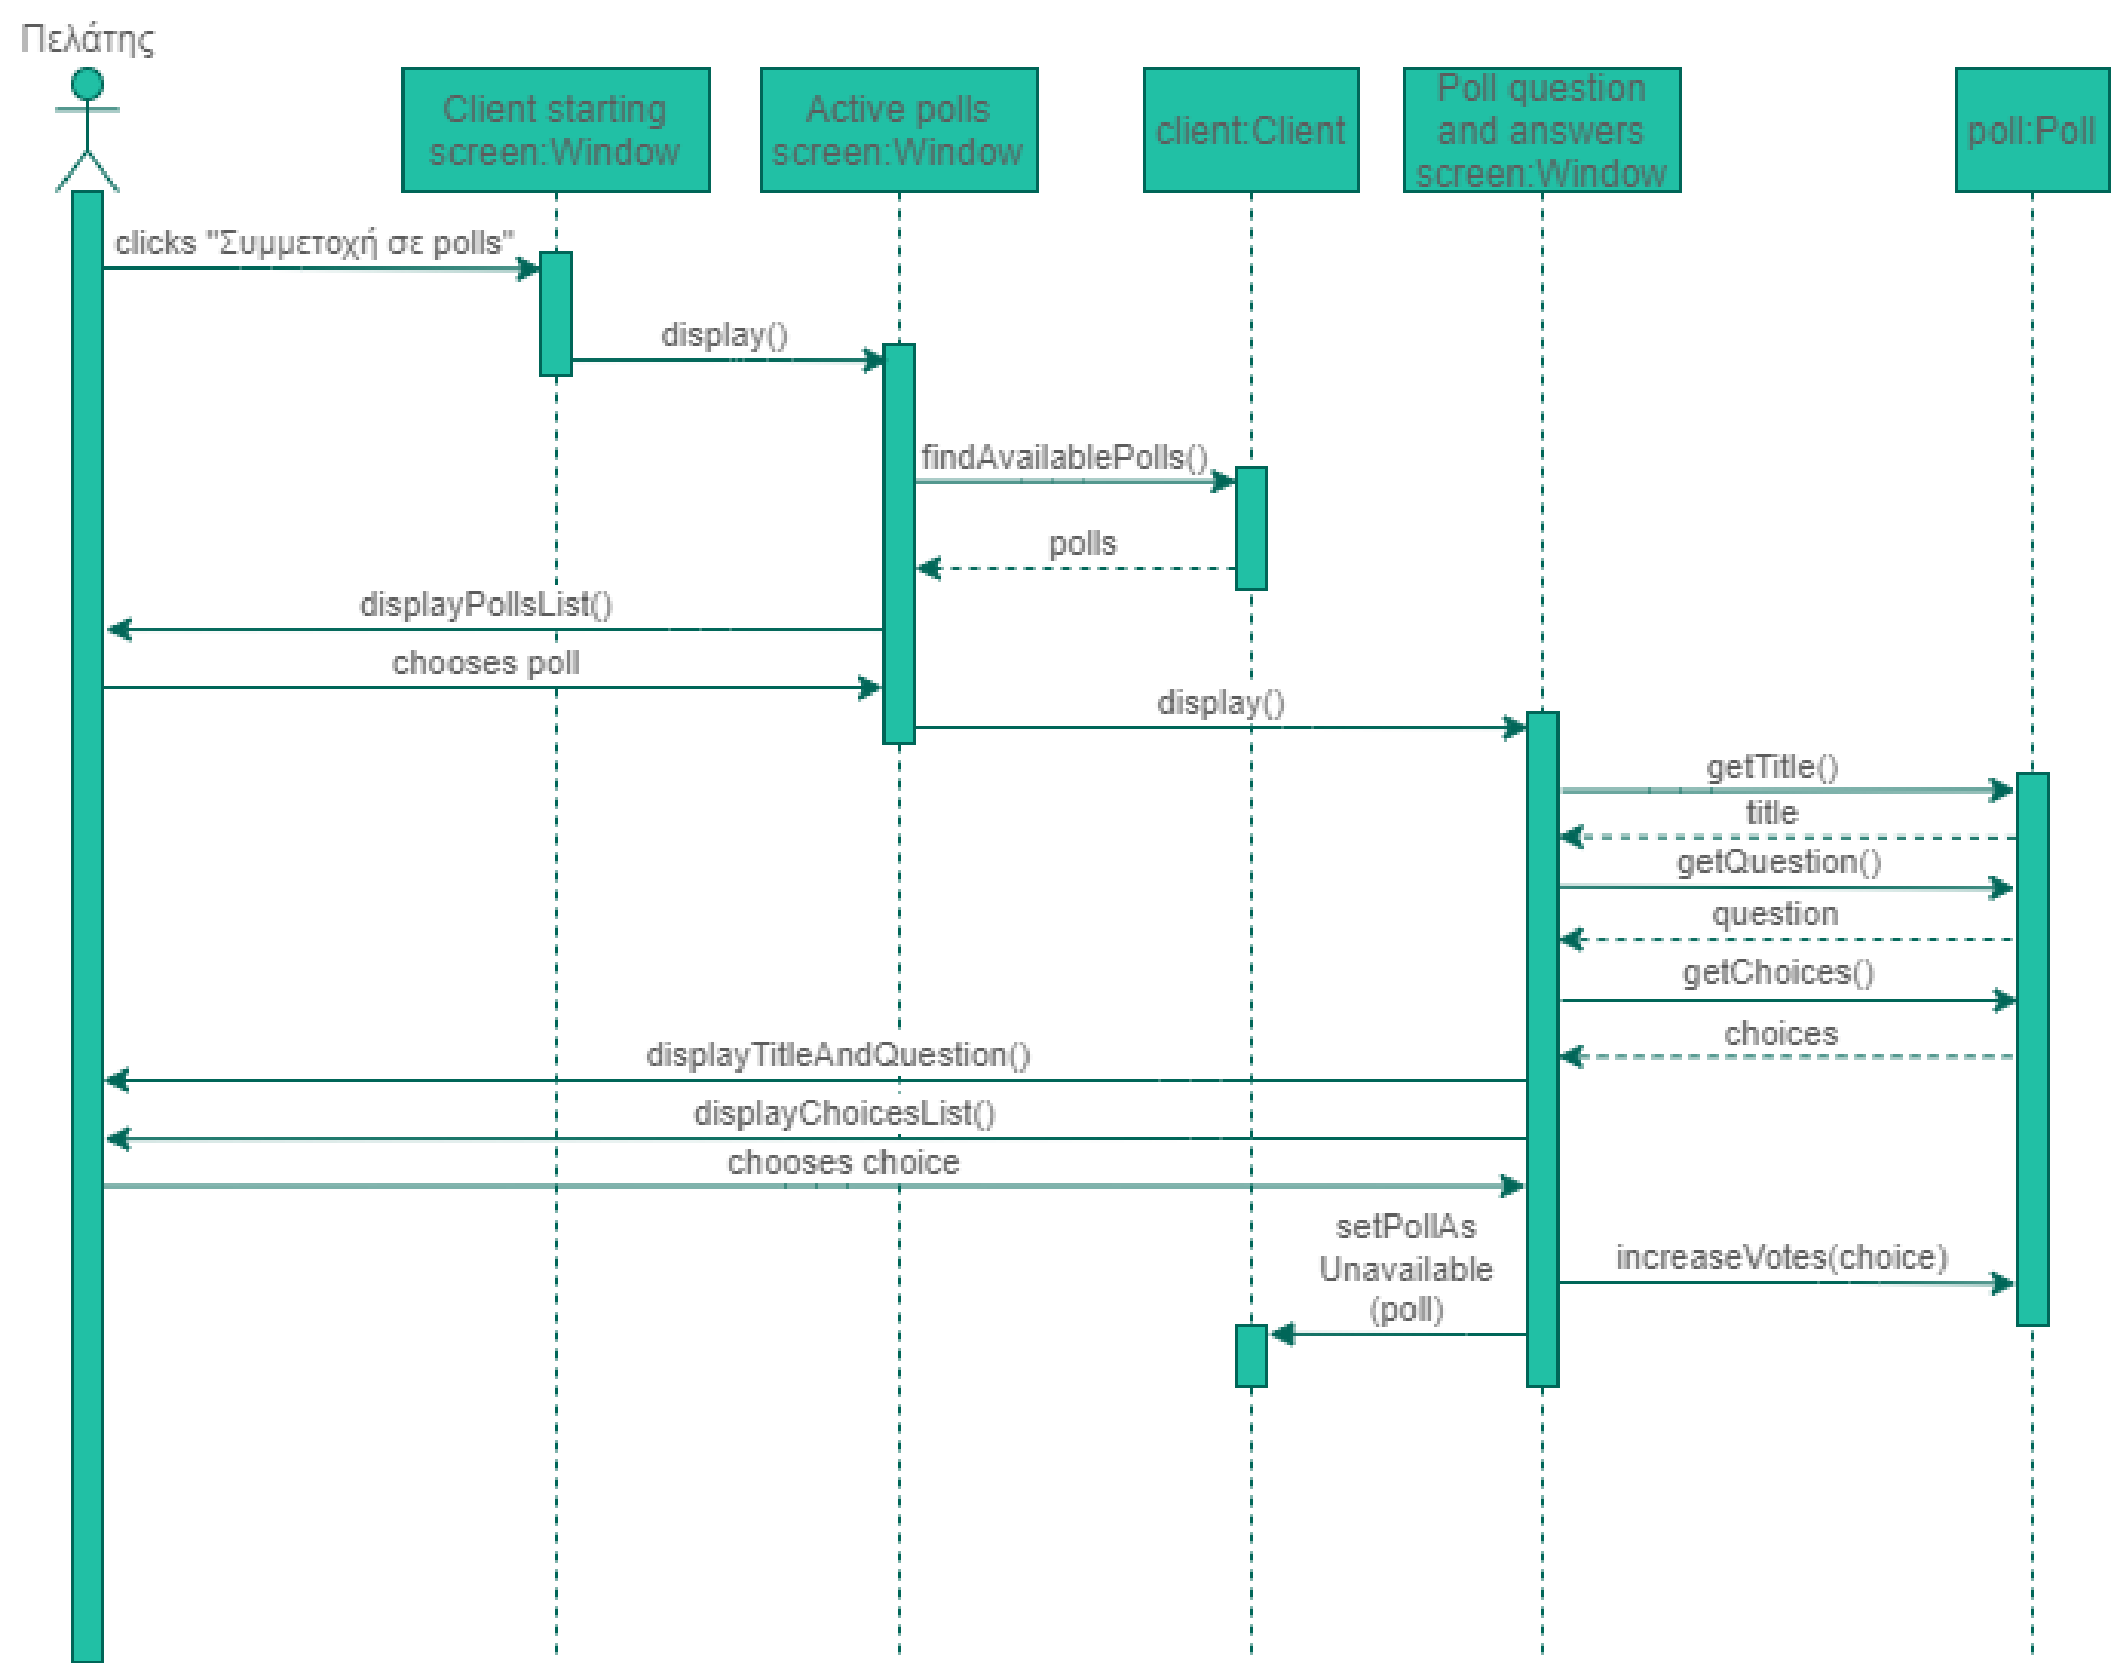 Πελάτης
Client starting
screen:Window
Active polls
screen:Window
client:Client
Poll question
and answers
screen:Window
poll:Poll
clicks "Συμμετοχή σε polls"
display()
findAvailablePolls()
polls
displayPollsList()
chooses poll
display()
getTitle()
title
getQuestion()
question
getChoices()
choices
displayTitleAndQuestion()
displayChoicesList()
chooses choice
setPollAs
Unavailable
(poll)
increaseVotes(choice)